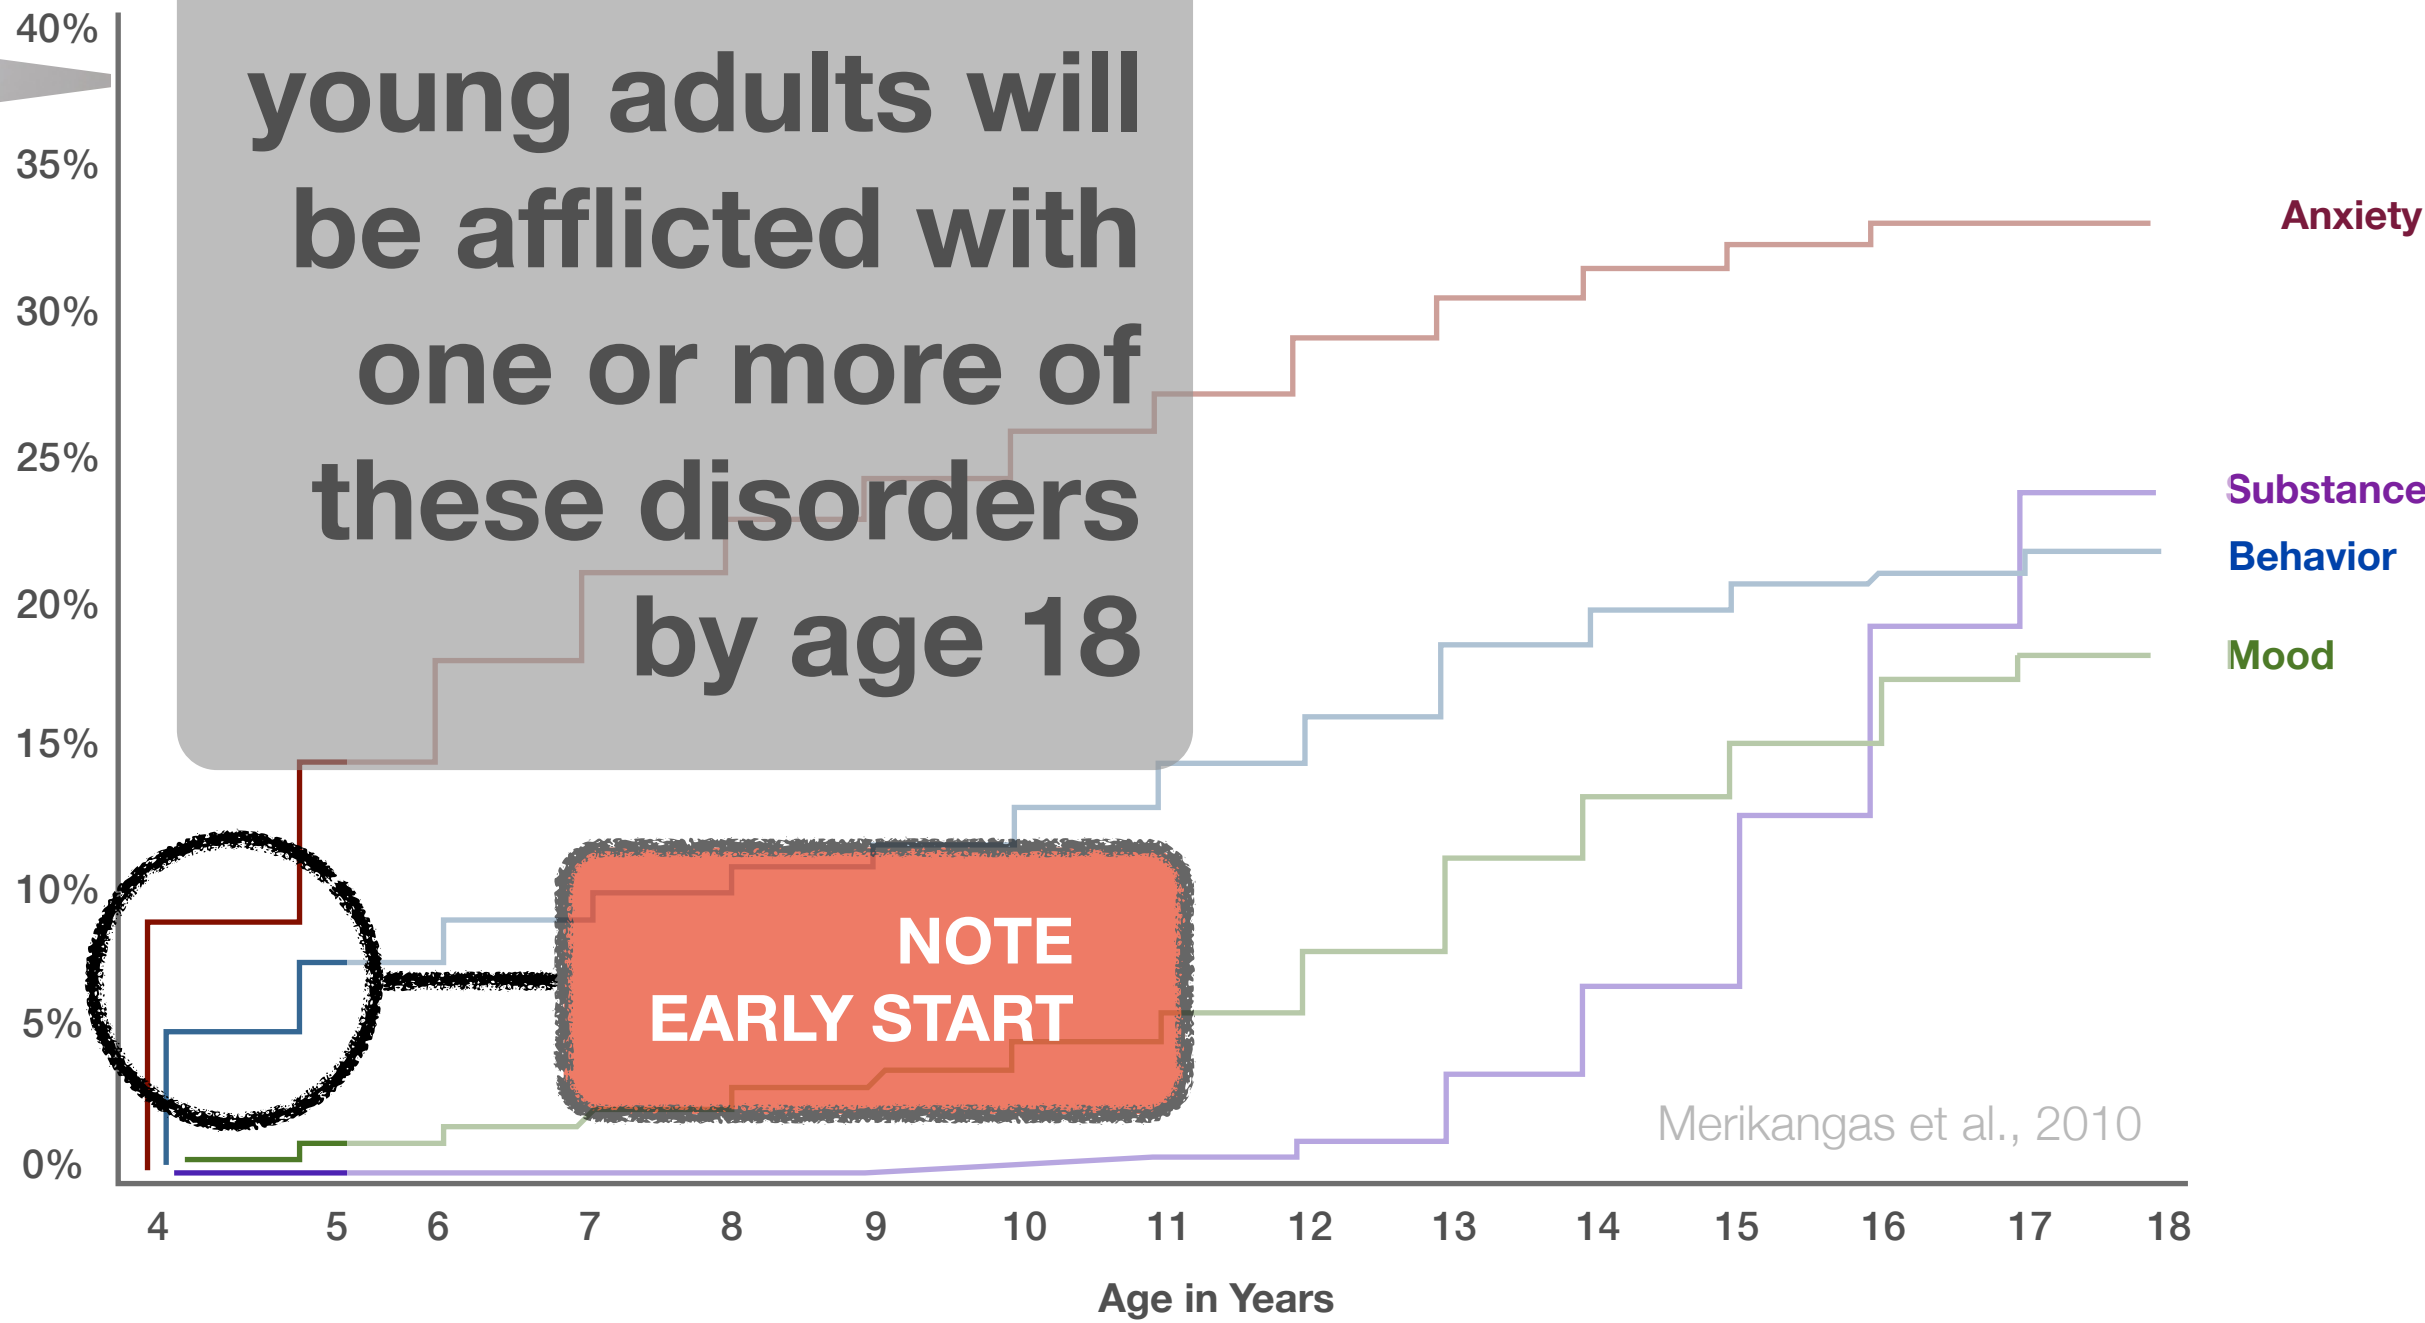 40%
young adults will
be afflicted with
one or more of
these disorders
by age 18
35%
30%
25%
20%
15%
10%
5%
0%
Anxiety
Substance
Behavior
Mood
NOTE
EARLY START
Merikangas et al., 2010
4 5 6 7 8 9 10 11 12 13 14 15 16 17 18
Age in Years